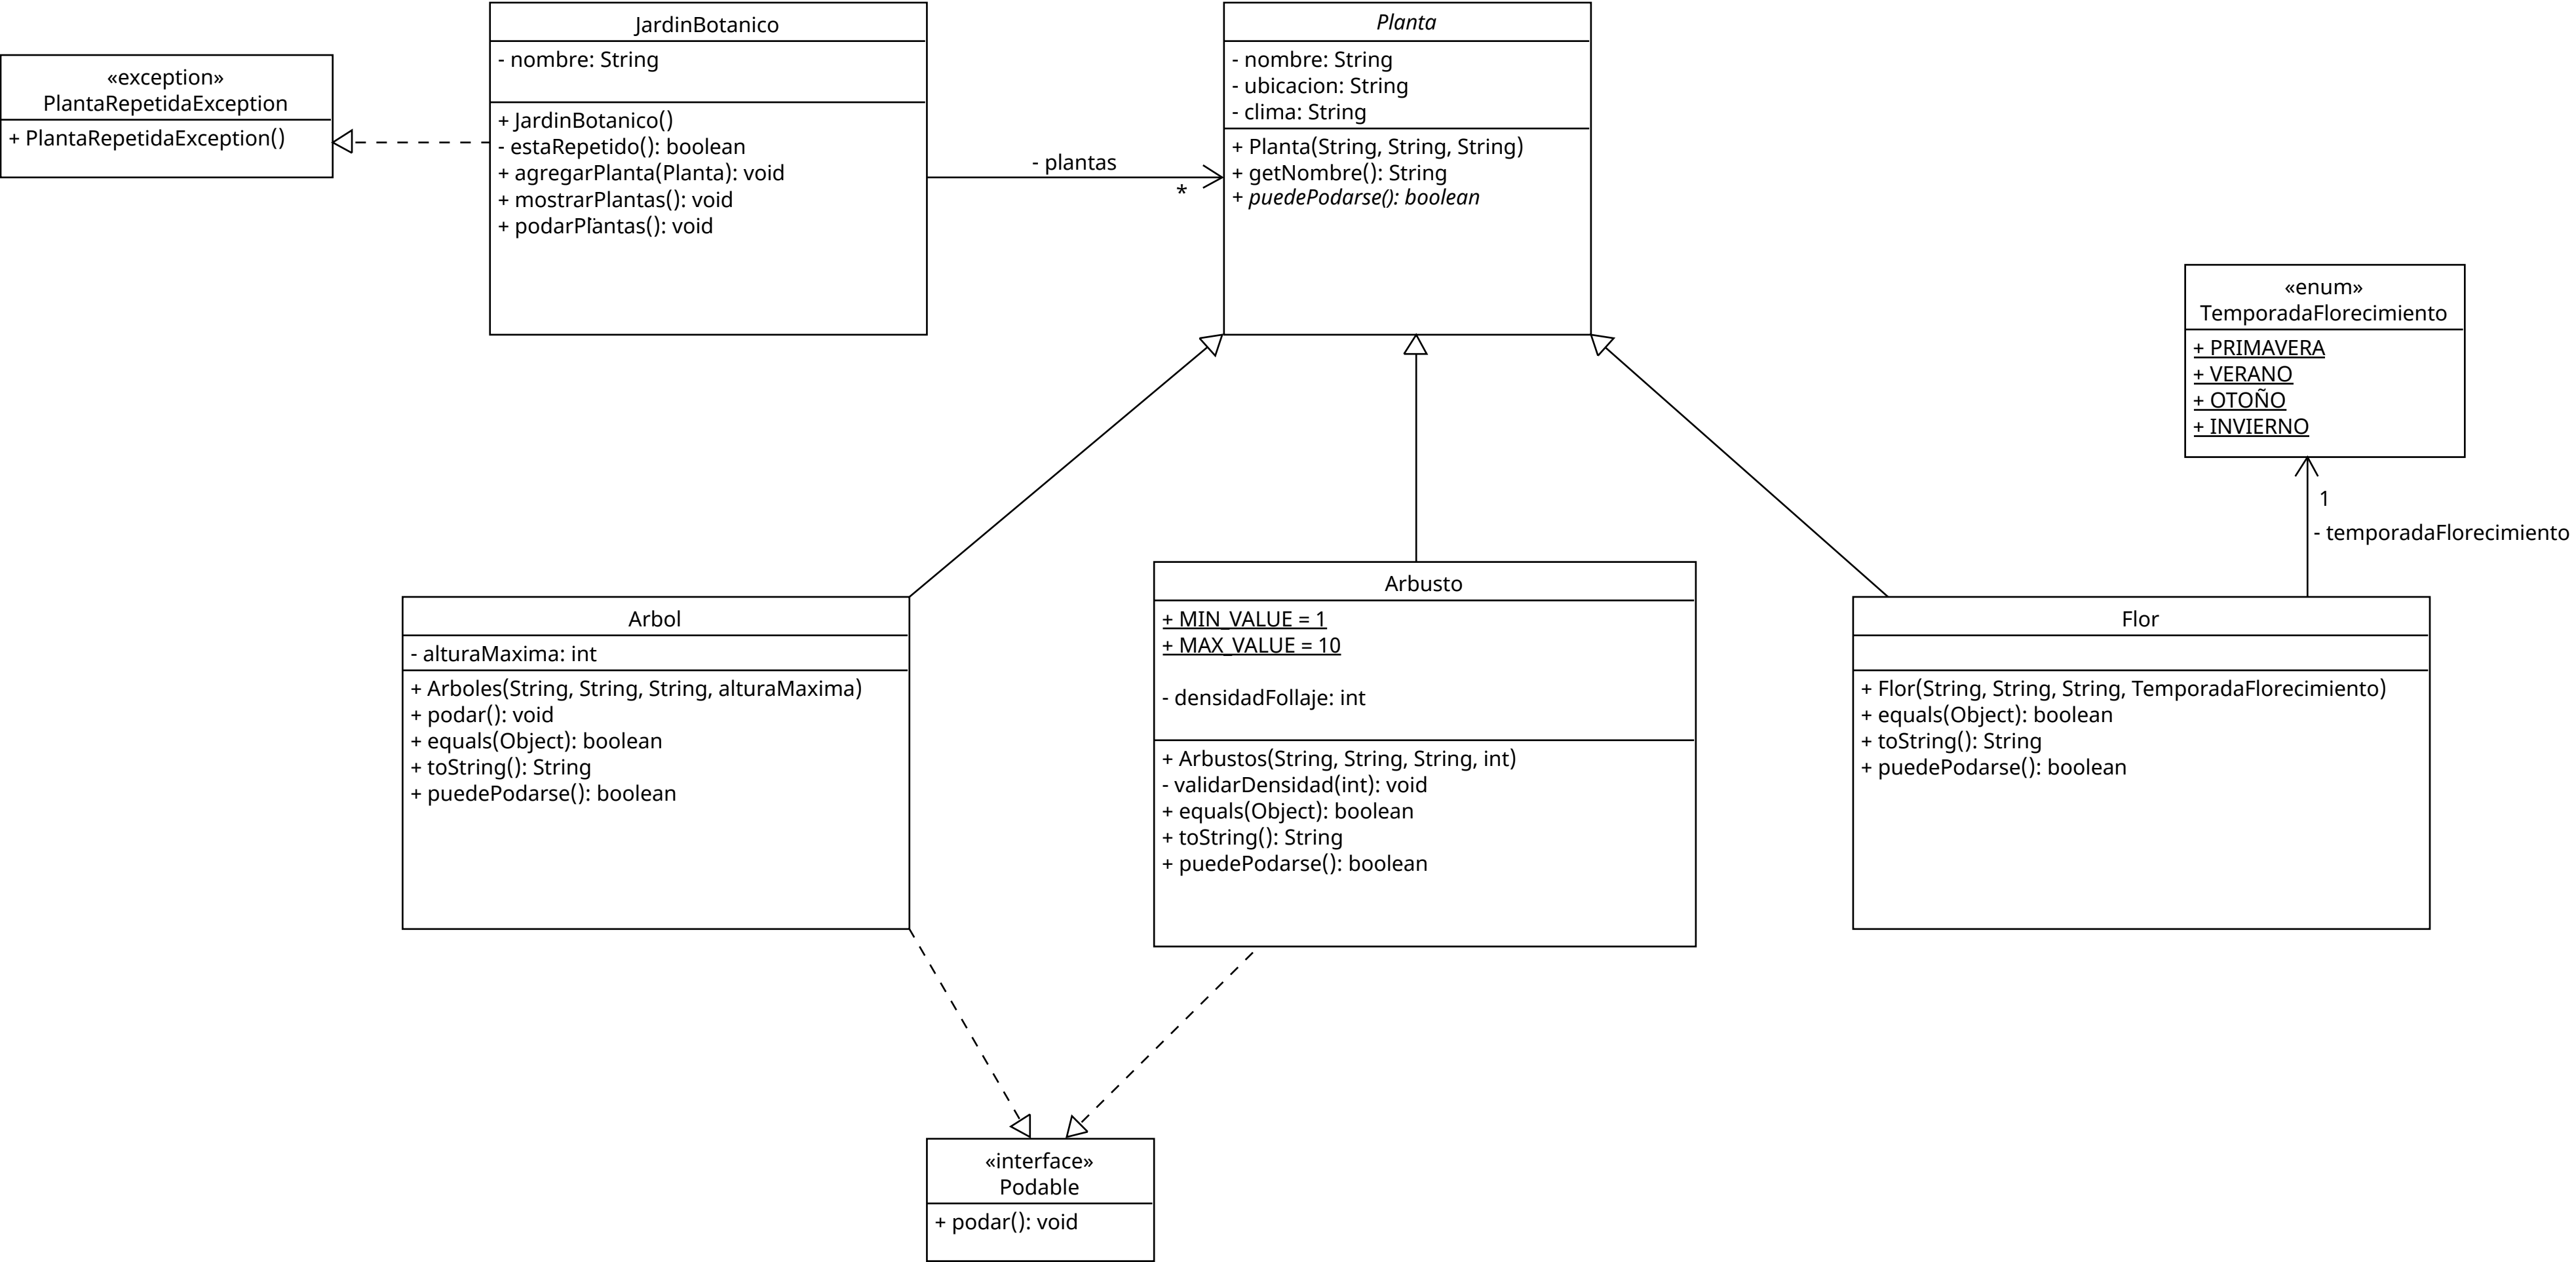 «exception»
PlantaRepetidaException
+ PlantaRepetidaException()
JardinBotanico
- nombre: String
+ JardinBotanico()
- estaRepetido(): boolean
+ agregarPlanta(Planta): void
+ mostrarPlantas(): void
+ podarPlantas(): void
- plantas
*
Planta
- nombre: String
- ubicacion: String
- clima: String
+ Planta(String, String, String)
+ getNombre(): String
+ puedePodarse(): boolean
«enum»
TemporadaFlorecimiento
+ PRIMAVERA
+ VERANO
+ OTOÑO
+ INVIERNO
1
- temporadaFlorecimiento
Arbol
- alturaMaxima: int
+ Arboles(String, String, String, alturaMaxima)
+ podar(): void
+ equals(Object): boolean
+ toString(): String
+ puedePodarse(): boolean
Arbusto
+ MIN_VALUE = 1
+ MAX_VALUE = 10
- densidadFollaje: int
+ Arbustos(String, String, String, int)
- validarDensidad(int): void
+ equals(Object): boolean
+ toString(): String
+ puedePodarse(): boolean
Flor
+ Flor(String, String, String, TemporadaFlorecimiento)
+ equals(Object): boolean
+ toString(): String
+ puedePodarse(): boolean
«interface»
Podable
+ podar(): void